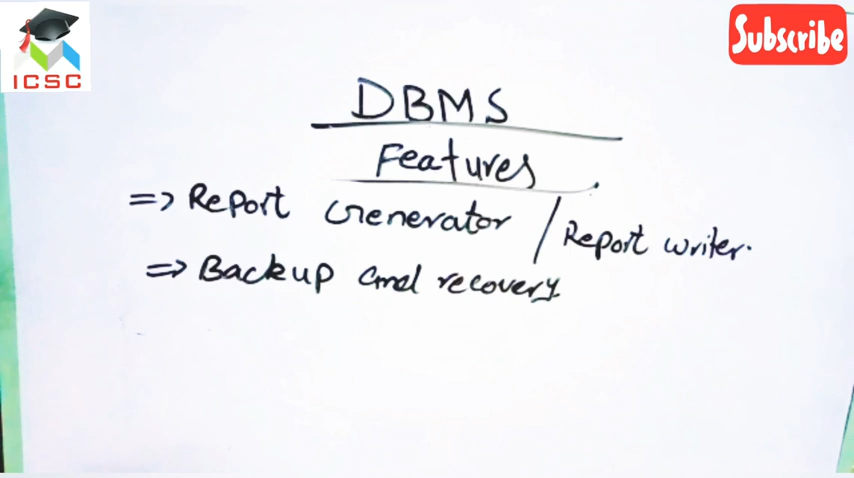 ICSC
Subscribe
DBMS
Features
=> Report Generator / Report writer.
=> Backup and recovery